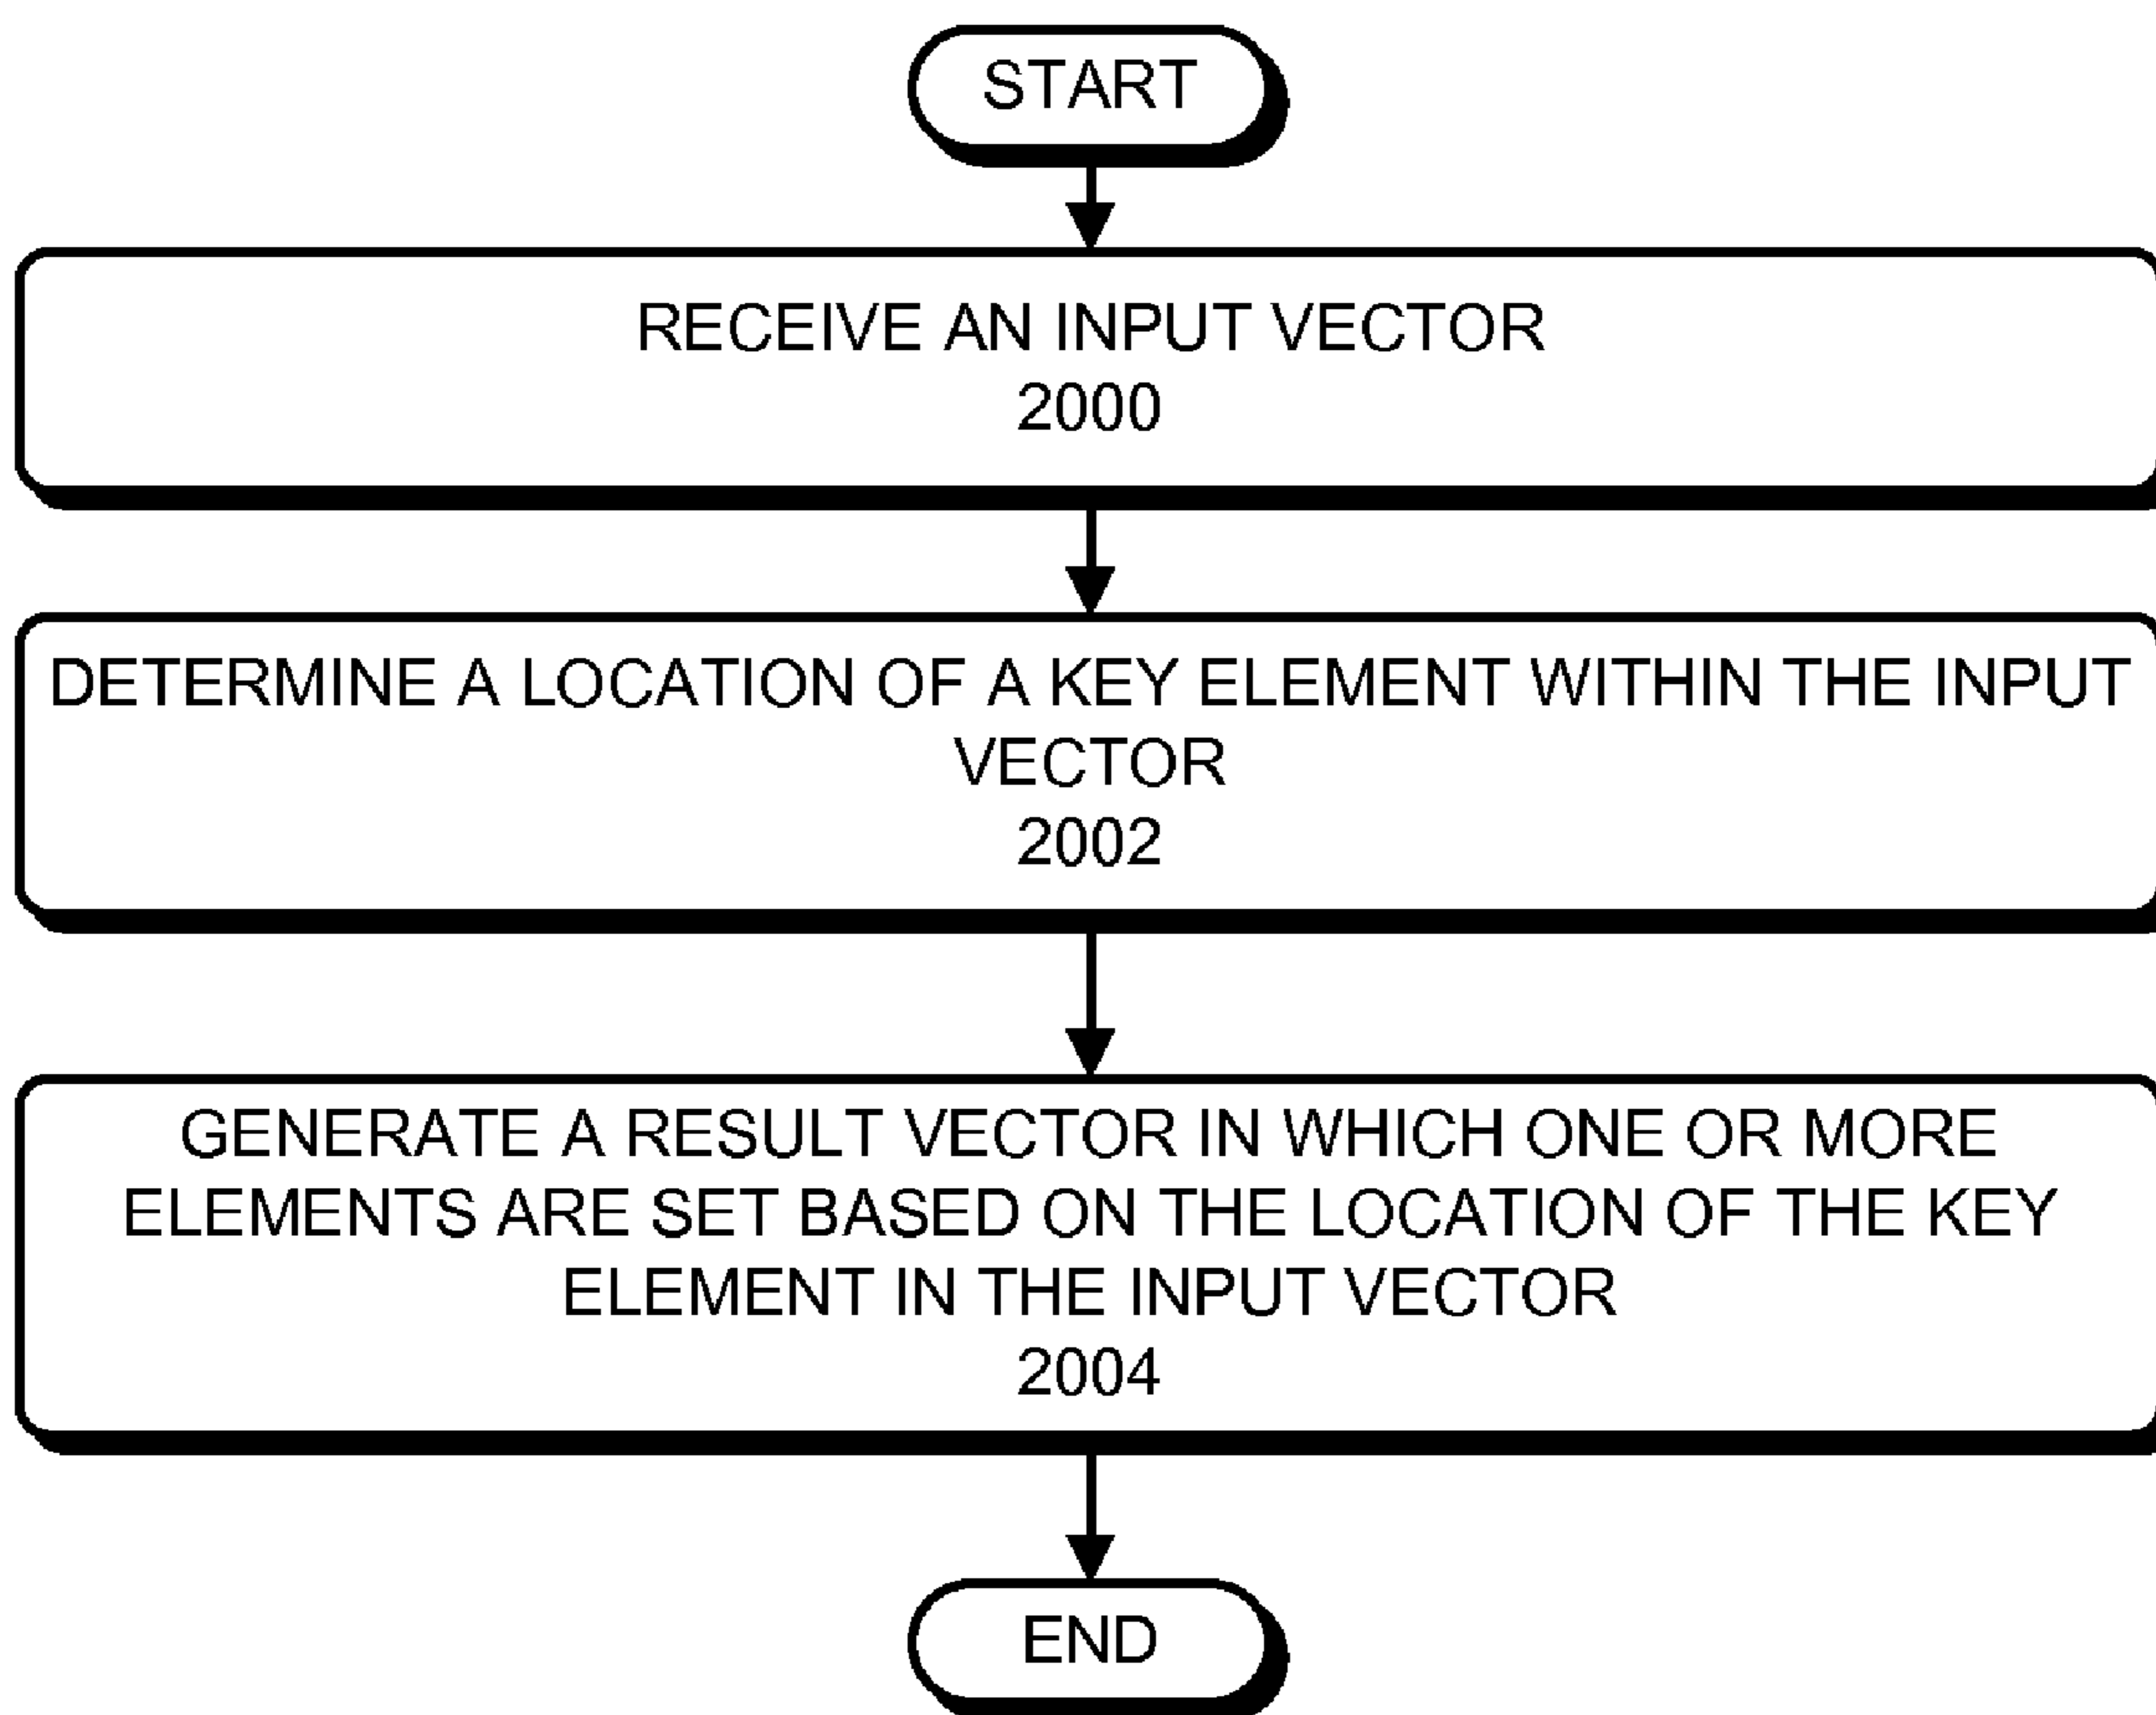 START
RECEIVE AN INPUT VECTOR
2000
DETERMINE A LOCATION OF A KEY ELEMENT WITHIN THE INPUT
VECTOR
2002
GENERATE A RESULT VECTOR IN WHICH ONE OR MORE
ELEMENTS ARE SET BASED ON THE LOCATION OF THE KEY
ELEMENT IN THE INPUT VECTOR
2004
END